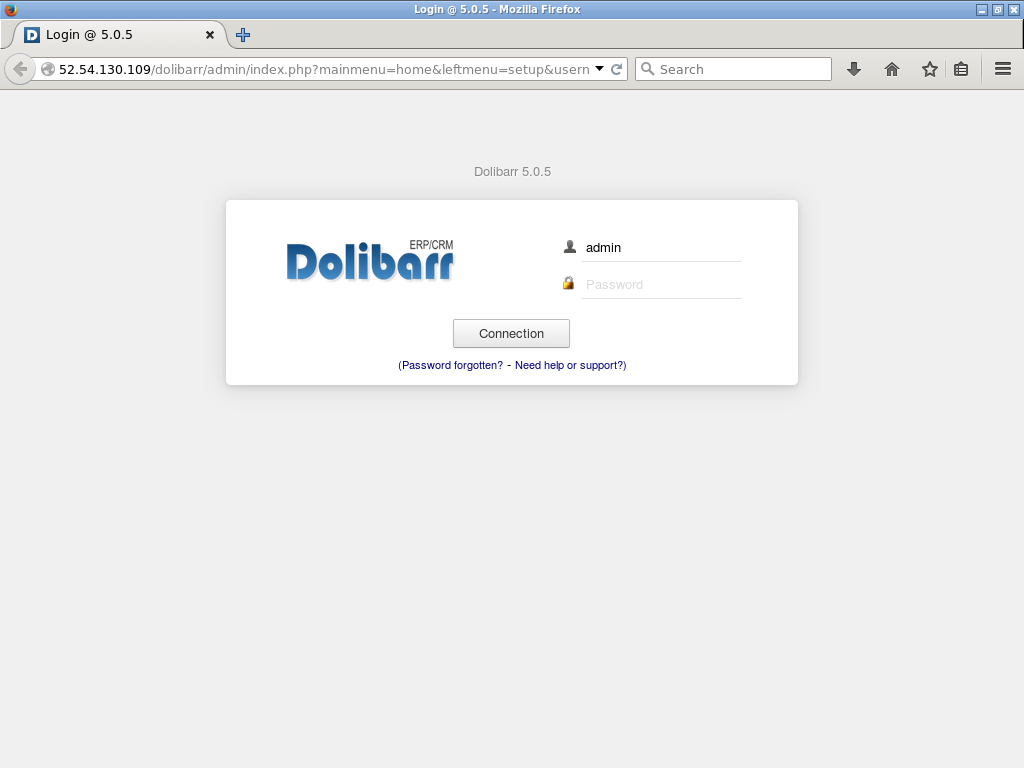 Login @ 5.0.5 - Mozilla Firefox
Login @ 5.0.5
52.54.130.109/dolibarr/admin/index.php?mainmenu=home&leftmenu=setup&usern
Search
Dolibarr 5.0.5
ERP/CRM
Dolibarr
admin
Password
Connection
(Password forgotten? - Need help or support?)